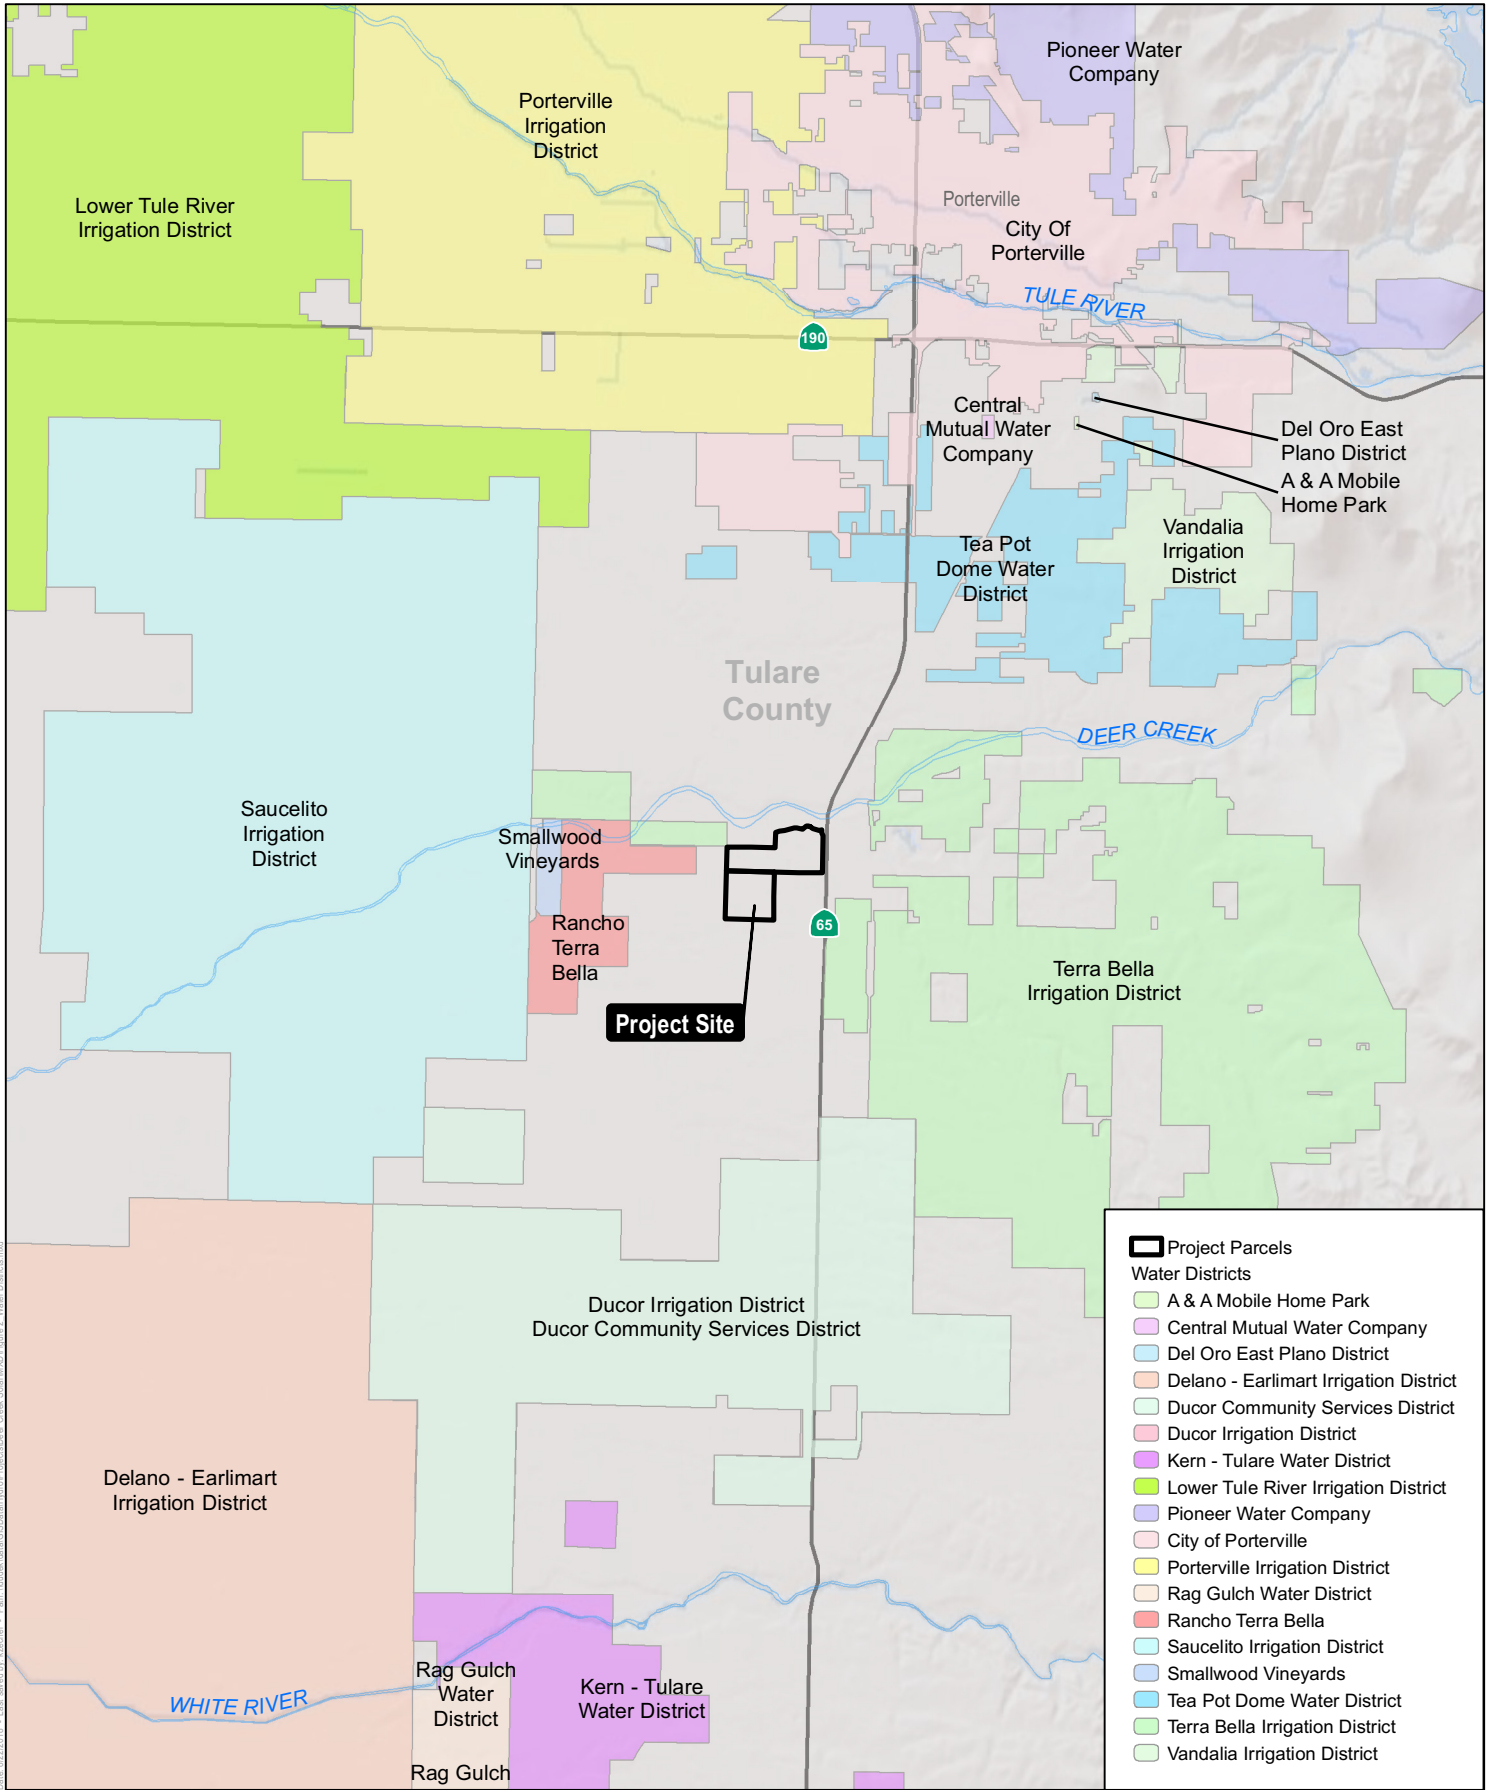 Pioneer Water
Company
Porterville
Irrigation
District
Lower Tule River
Irrigation District
Porterville
City Of
Porterville
TULE RIVER
190
Central
Mutual Water
Company
Del Oro East
Plano District
A & A Mobile
Home Park
Vandalia
Irrigation
District
Tea Pot
Dome Water
District
Tulare
County
DEER CREEK
Saucelito
Irrigation
District
Smallwood
Vineyards
Rancho
Terra
Bella
65
Terra Bella
Irrigation District
Project Site
Ducor Irrigation District
Ducor Community Services District
Delano - Earlimart
Irrigation District
WHITE RIVER
Rag Gulch
Water
District
Kern - Tulare
Water District
Rag Gulch
Project Parcels
Water Districts
A & A Mobile Home Park
Central Mutual Water Company
Del Oro East Plano District
Delano - Earlimart Irrigation District
Ducor Community Services District
Ducor Irrigation District
Kern - Tulare Water District
Lower Tule River Irrigation District
Pioneer Water Company
City of Porterville
Porterville Irrigation District
Rag Gulch Water District
Rancho Terra Bella
Saucelito Irrigation District
Smallwood Vineyards
Tea Pot Dome Water District
Terra Bella Irrigation District
Vandalia Irrigation District